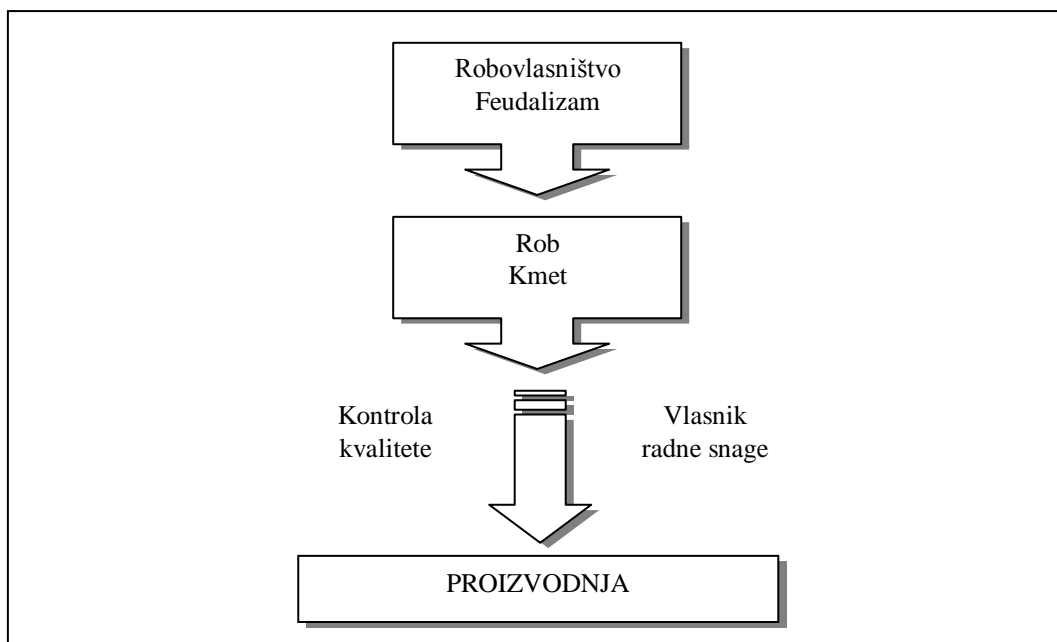 Robovlasništvo
Feudalizam
Rob
Kmet
Kontrola
kvalitete
Vlasnik
radne snage
PROIZVODNJA